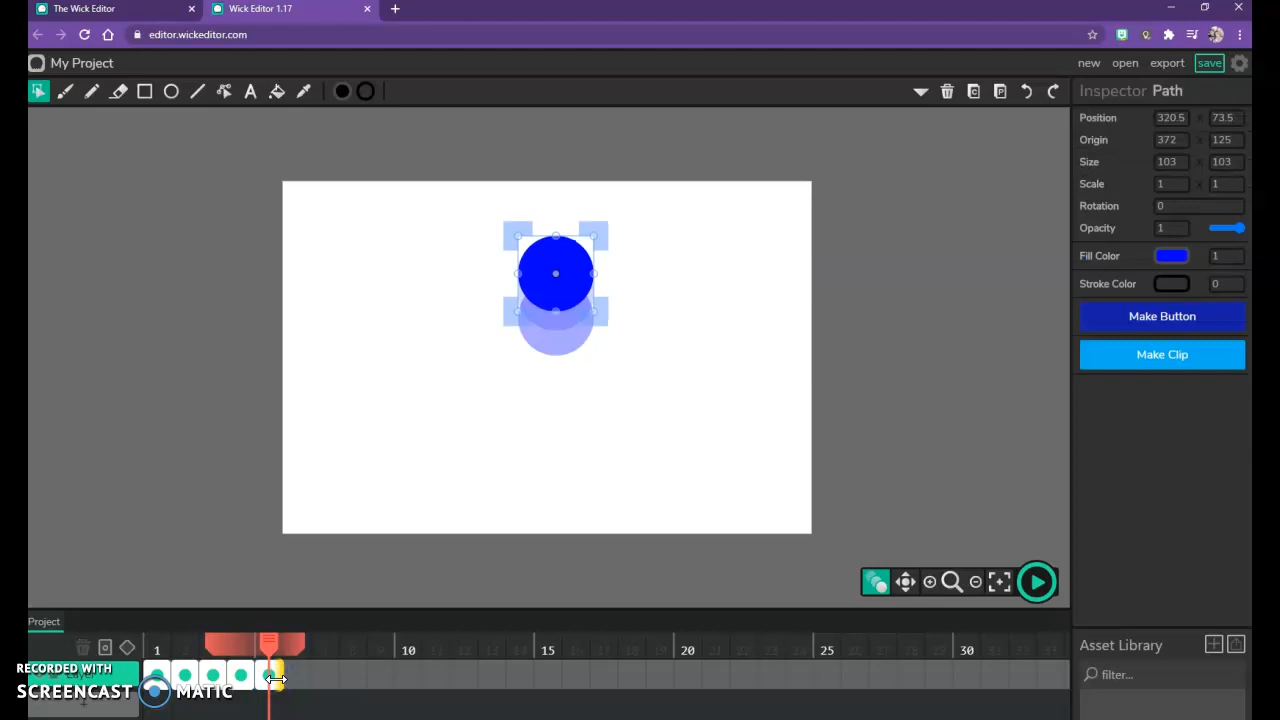 The Wick Editor
Wick Editor 1.17
editor.wickeditor.com
My Project
new open export save
Inspector Path
Position 320.5 x 73.5
Origin 372 x 125
Size 103 x 103
Scale 1 x 1
Rotation 0
Opacity 1
Fill Color 1
Stroke Color 0
Make Button
Make Clip
Project
1 10 15 20 25 30
Layer
RECORDED WITH
SCREENCAST MATIC
Asset Library
filter...